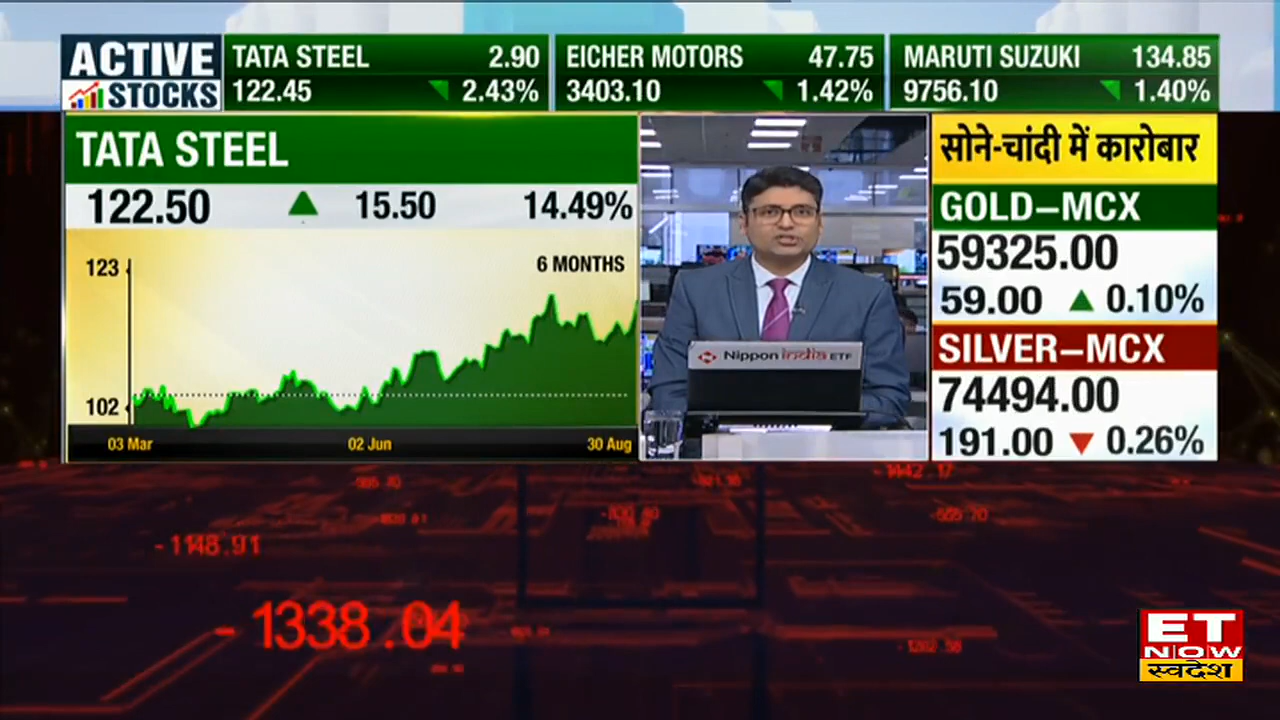 ACTIVE STOCKS
TATA STEEL 2.90
122.45 2.43%
EICHER MOTORS 47.75
3403.10 1.42%
MARUTI SUZUKI 134.85
9756.10 1.40%
TATA STEEL
122.50 15.50 14.49%
6 MONTHS
123
102
03 Mar 02 Jun 30 Aug
Nippon india ETF
सोने-चांदी में कारोबार
GOLD–MCX
59325.00
59.00 0.10%
SILVER–MCX
74494.00
191.00 0.26%
-1148.91
-1338.04
ET
NOW
स्वदेश